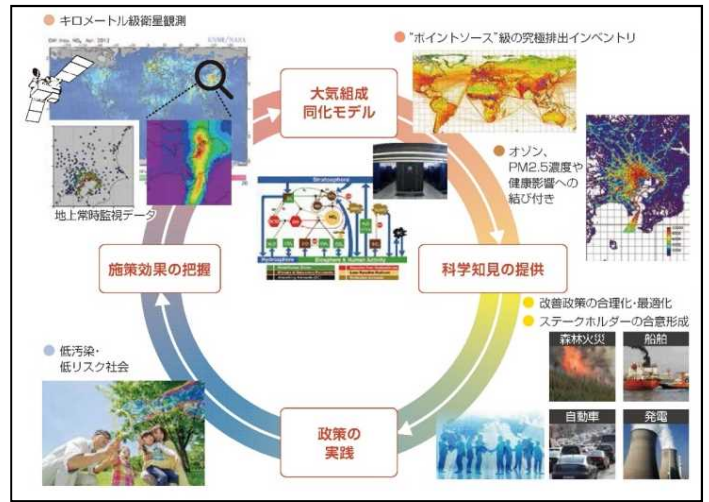 キロメートル級衛星観測
"ポイントソース"級の究極排出インベントリ
大気組成
同化モデル
オゾン、
PM2.5濃度や
健康影響への
結び付き
地上常時監視データ
Stratosphere
Hydrosphere
Biosphere & Human Activity
施策効果の把握
科学知見の提供
改善政策の合理化・最適化
ステークホルダーの合意形成
低汚染・
低リスク社会
森林火災
船舶
自動車
発電
政策の
実践